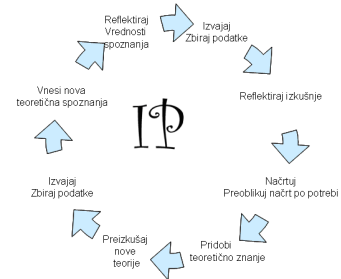 Reflektiraj
Vrednosti
spoznanja
Izvajaj
Zbiraj podatke
Reflektiraj izkušnje
Načrtuj
Preoblikuj načrt po potrebi
Pridobi
teoretično znanje
Preizkušaj
nove
teorije
Izvajaj
Zbiraj podatke
Vnesi nova
teoretična spoznanja
IP